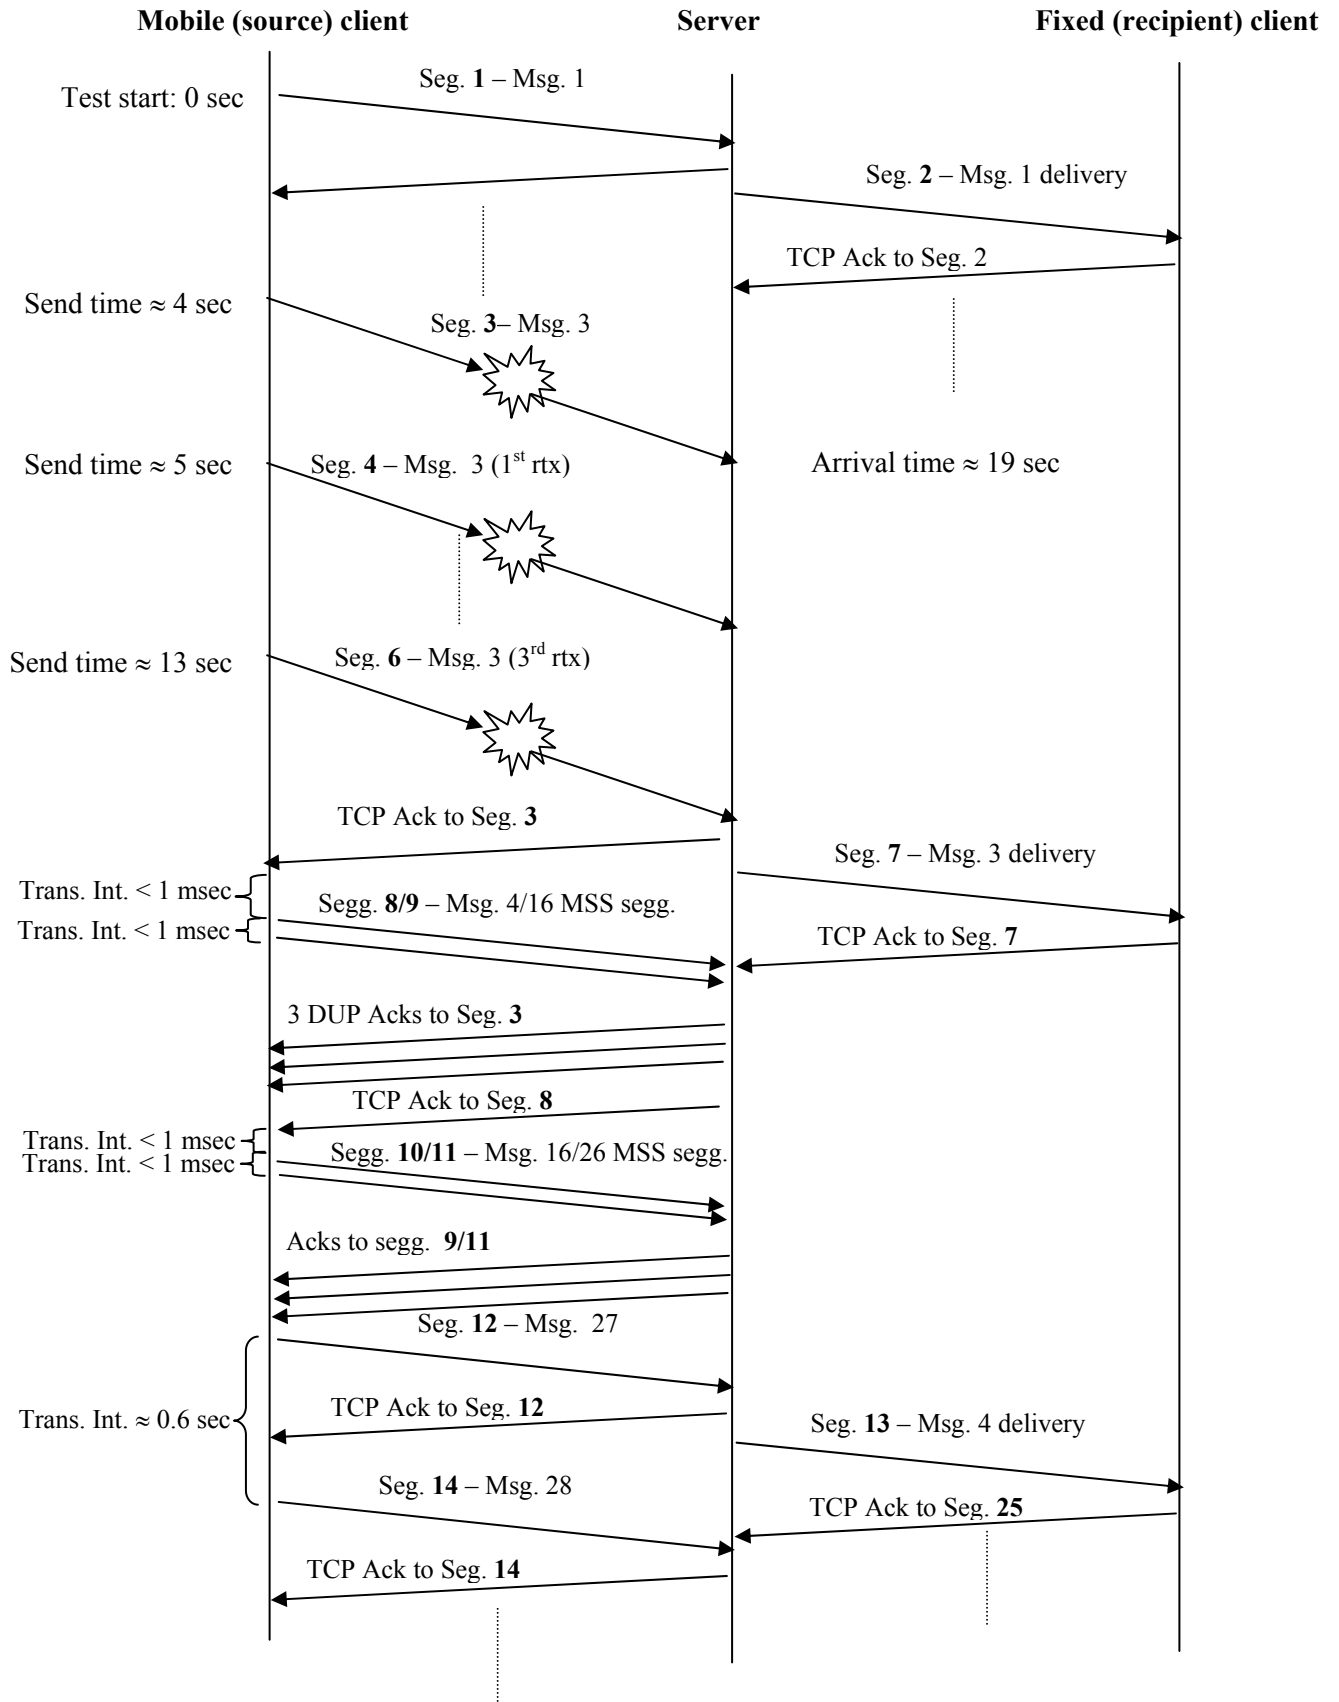 Mobile (source) client
Server
Fixed (recipient) client
Test start: 0 sec
Seg. 1 – Msg. 1
Seg. 2 – Msg. 1 delivery
TCP Ack to Seg. 2
Send time ≈ 4 sec
Seg. 3– Msg. 3
Send time ≈ 5 sec
Seg. 4 – Msg. 3 (1st rtx)
Arrival time ≈ 19 sec
Send time ≈ 13 sec
Seg. 6 – Msg. 3 (3rd rtx)
TCP Ack to Seg. 3
Seg. 7 – Msg. 3 delivery
Trans. Int. < 1 msec
Segg. 8/9 – Msg. 4/16 MSS segg.
Trans. Int. < 1 msec
TCP Ack to Seg. 7
3 DUP Acks to Seg. 3
TCP Ack to Seg. 8
Trans. Int. < 1 msec
Trans. Int. < 1 msec
Segg. 10/11 – Msg. 16/26 MSS segg.
Acks to segg. 9/11
Seg. 12 – Msg. 27
Trans. Int. ≈ 0.6 sec
TCP Ack to Seg. 12
Seg. 13 – Msg. 4 delivery
Seg. 14 – Msg. 28
TCP Ack to Seg. 25
TCP Ack to Seg. 14